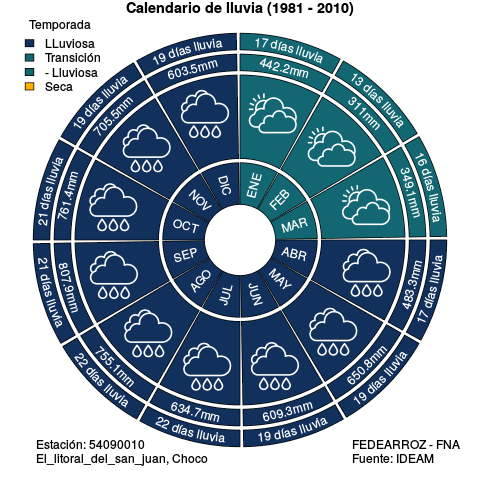 Calendario de lluvia (1981 - 2010)
Temporada
LLuviosa
Transición
- Lluviosa
Seca
17 días lluvia
442.2mm
ENE
13 días lluvia
311mm
FEB
16 días lluvia
349.1mm
MAR
17 días lluvia
483.3mm
ABR
19 días lluvia
650.8mm
MAY
19 días lluvia
609.3mm
JUN
22 días lluvia
634.7mm
JUL
22 días lluvia
755.1mm
AGO
21 días lluvia
807.9mm
SEP
21 días lluvia
761.4mm
OCT
19 días lluvia
705.5mm
NOV
19 días lluvia
603.5mm
DIC
Estación: 54090010
El_litoral_del_san_juan, Choco
FEDEARROZ - FNA
Fuente: IDEAM